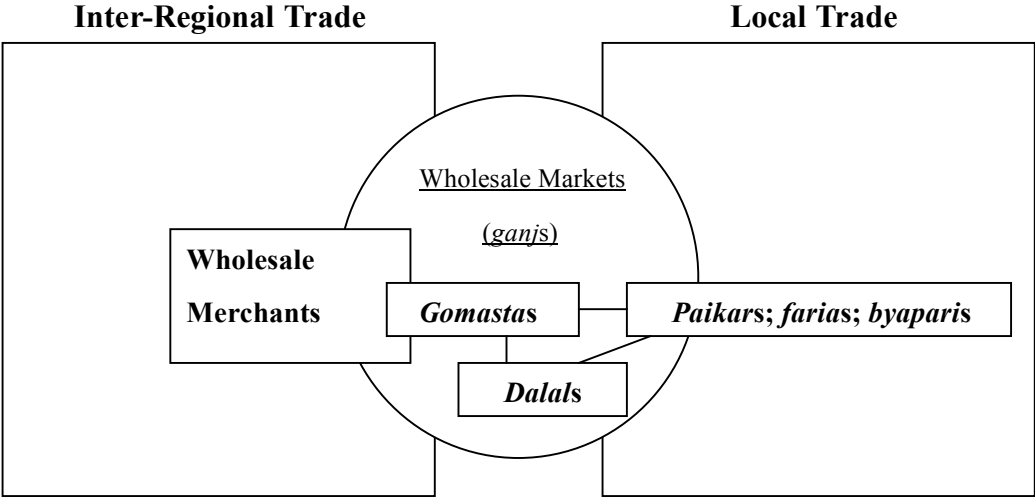 Inter-Regional Trade
Local Trade
Wholesale Markets
(ganjs)
Wholesale
Merchants
Gomastas
Paikars; farias; byaparis
Dalals